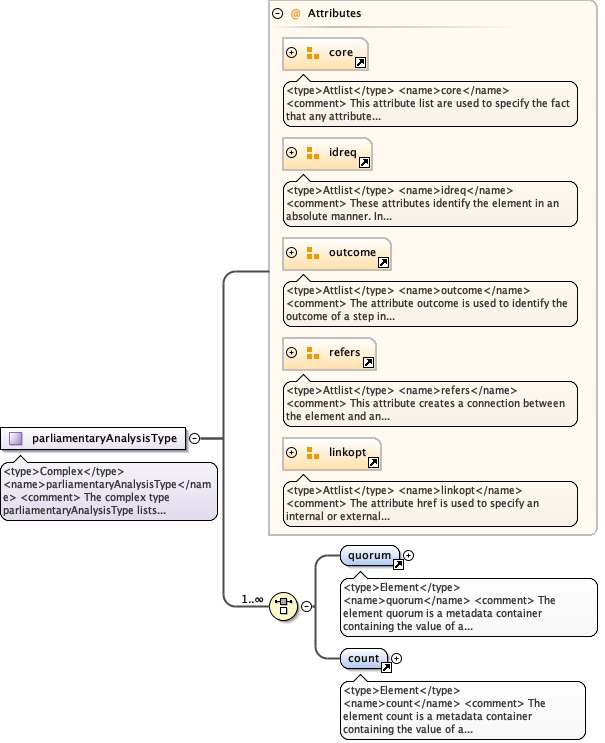 @ Attributes
core
<type>Attlist</type> <name>core</name>
<comment> This attribute list are used to specify the fact
that any attribute...
idreq
<type>Attlist</type> <name>idreq</name>
<comment> These attributes identify the element in an
absolute manner. In...
outcome
<type>Attlist</type> <name>outcome</name>
<comment> The attribute outcome is used to identify the
outcome of a step in...
refers
<type>Attlist</type> <name>refers</name>
<comment> This attribute creates a connection between
the element and an...
parliamentaryAnalysisType
<type>Complex</type>
<name>parliamentaryAnalysisType</nam
e> <comment> The complex type
parliamentaryAnalysisType lists...
linkopt
<type>Attlist</type> <name>linkopt</name>
<comment> The attribute href is used to specify an
internal or external...
1..∞
quorum
<type>Element</type>
<name>quorum</name> <comment> The
element quorum is a metadata container
containing the value of a...
count
<type>Element</type>
<name>count</name> <comment> The
element count is a metadata container
containing the value of a...